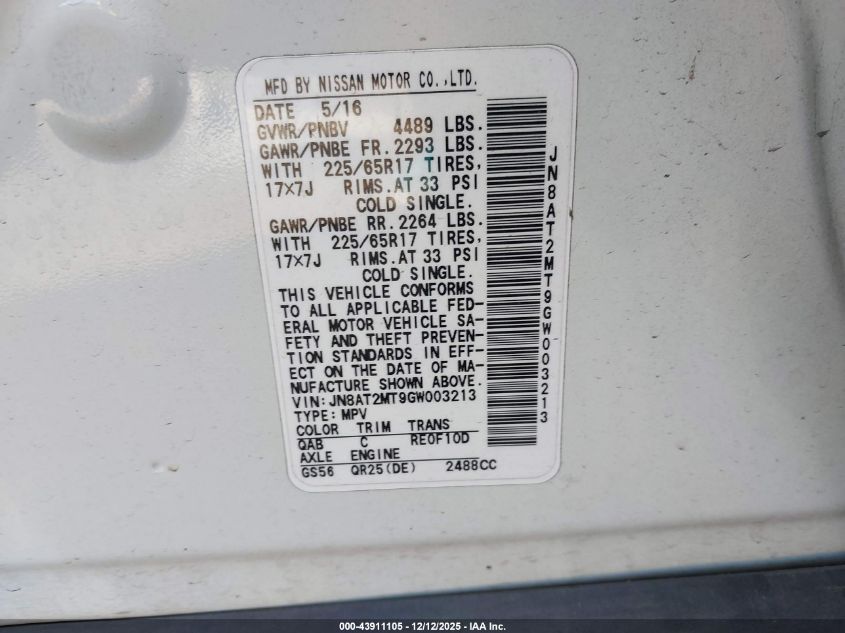 MFD BY NISSAN MOTOR CO.,LTD.
DATE 5/16
GVWR/PNBV 4489 LBS.
GAWR/PNBE FR.2293 LBS.
WITH 225/65R17 TIRES,
17×7J RIMS.AT 33 PSI
COLD SINGLE.
GAWR/PNBE RR.2264 LBS.
WITH 225/65R17 TIRES,
17×7J RIMS.AT 33 PSI
COLD SINGLE.
THIS VEHICLE CONFORMS
TO ALL APPLICABLE FED-
ERAL MOTOR VEHICLE SA-
FETY AND THEFT PREVEN-
TION STANDARDS IN EFF-
ECT ON THE DATE OF MA-
NUFACTURE SHOWN ABOVE.
VIN:JN8AT2MT9GW003213
TYPE:MPV
COLOR TRIM TRANS
QAB C RE0F10D
AXLE ENGINE
GS56 QR25(DE) 2488CC
JN8AT2MT9GW003213
000-43911105 - 12/12/2025 - IAA Inc.